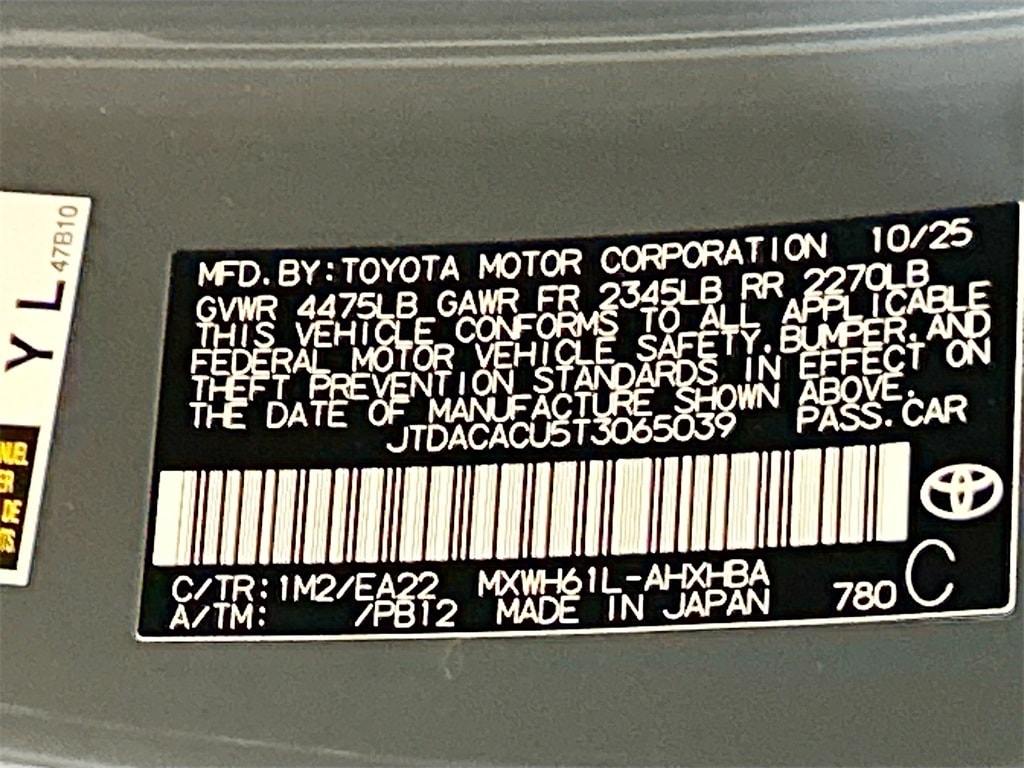 MFD. BY: TOYOTA MOTOR CORPORATION 10/25
GVWR 4475LB GAWR FR 2345LB RR 2270LB
THIS VEHICLE CONFORMS TO ALL APPLICABLE
FEDERAL MOTOR VEHICLE SAFETY, BUMPER, AND
THEFT PREVENTION STANDARDS IN EFFECT ON
THE DATE OF MANUFACTURE SHOWN ABOVE.
JTDACACU5T3065039 PASS. CAR
C/TR: 1M2/EA22 MXWH61L-AHXHBA
A/TM: /PB12 MADE IN JAPAN 780 C
YL
47B10
DE